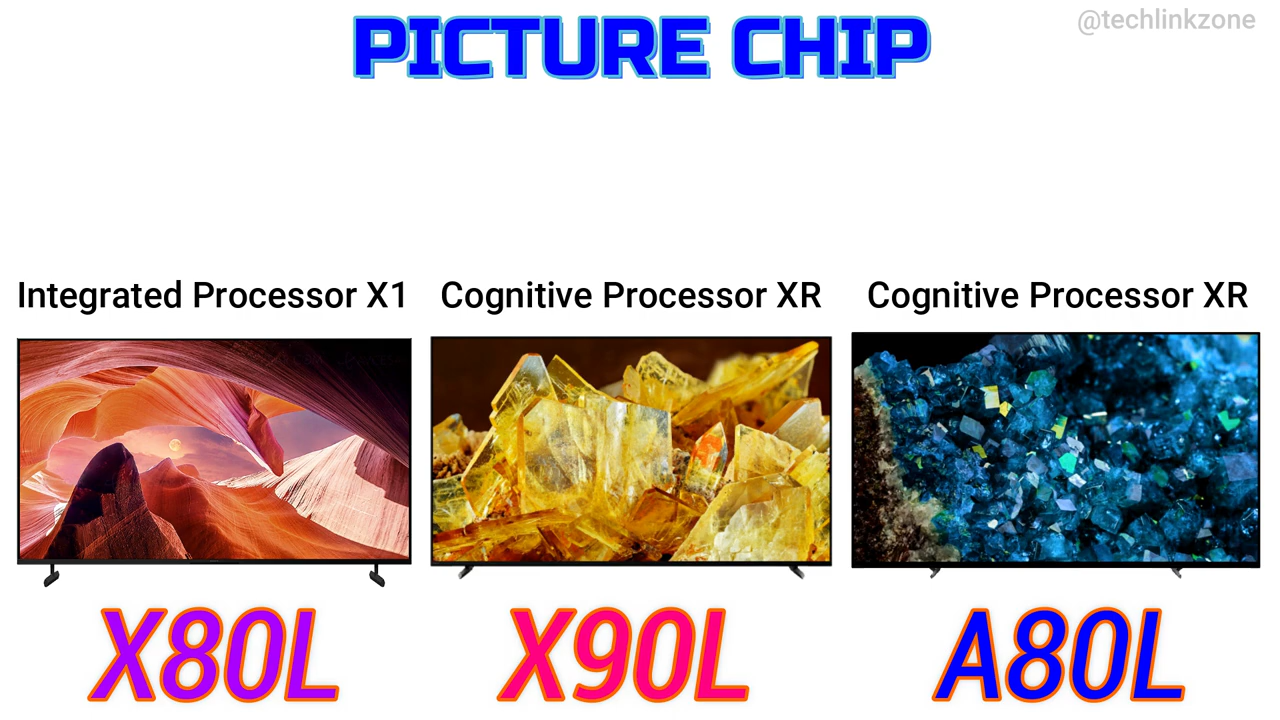 PICTURE CHIP
@techlinkzone
Integrated Processor X1
Cognitive Processor XR
Cognitive Processor XR
X80L
X90L
A80L